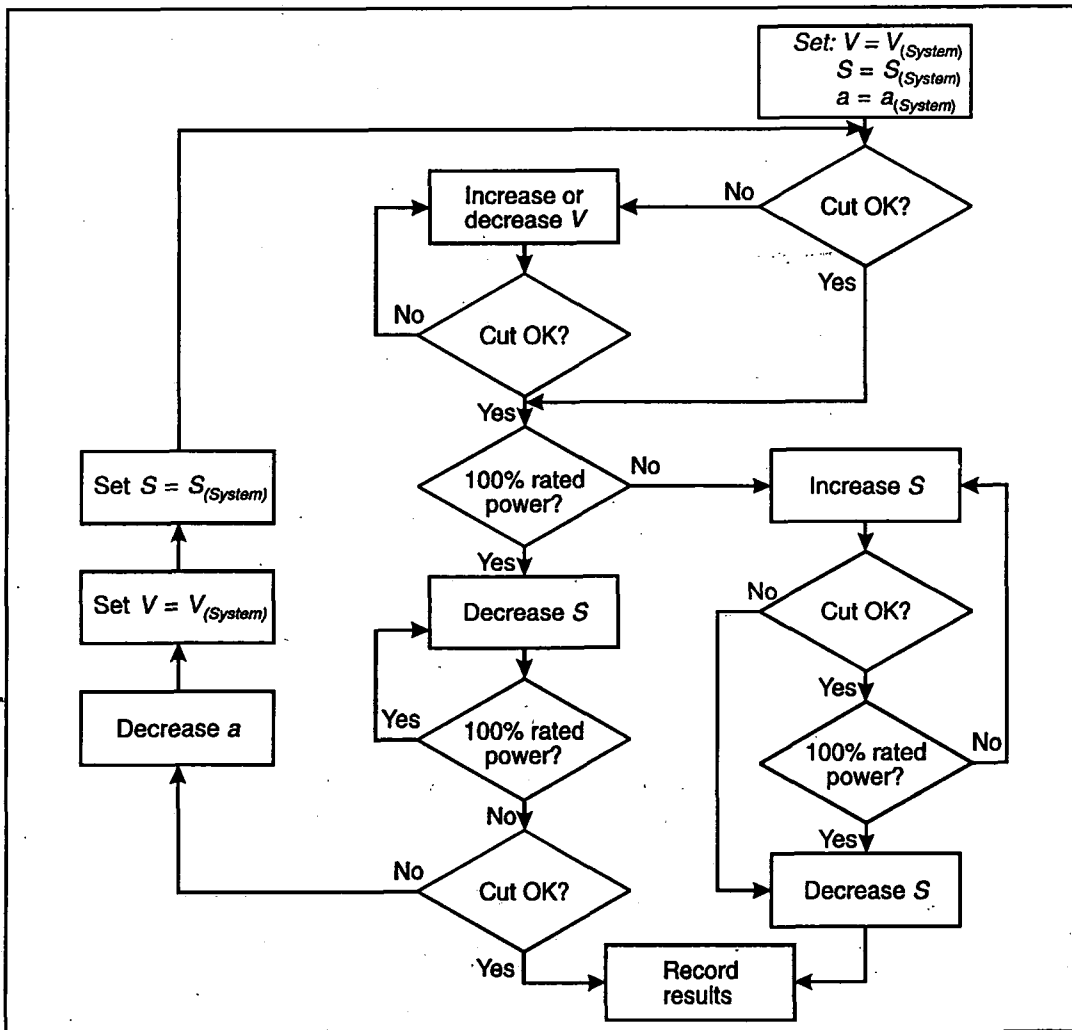 Set: V = V(System)
S = S(System)
a = a(System)
Cut OK?
No
Yes
Increase or
decrease V
Cut OK?
No
Yes
100% rated
power?
No
Yes
Increase S
Cut OK?
No
Yes
100% rated
power?
No
Yes
Decrease S
Decrease S
100% rated
power?
Yes
No
Cut OK?
No
Yes
Decrease a
Set V = V(System)
Set S = S(System)
Record
results